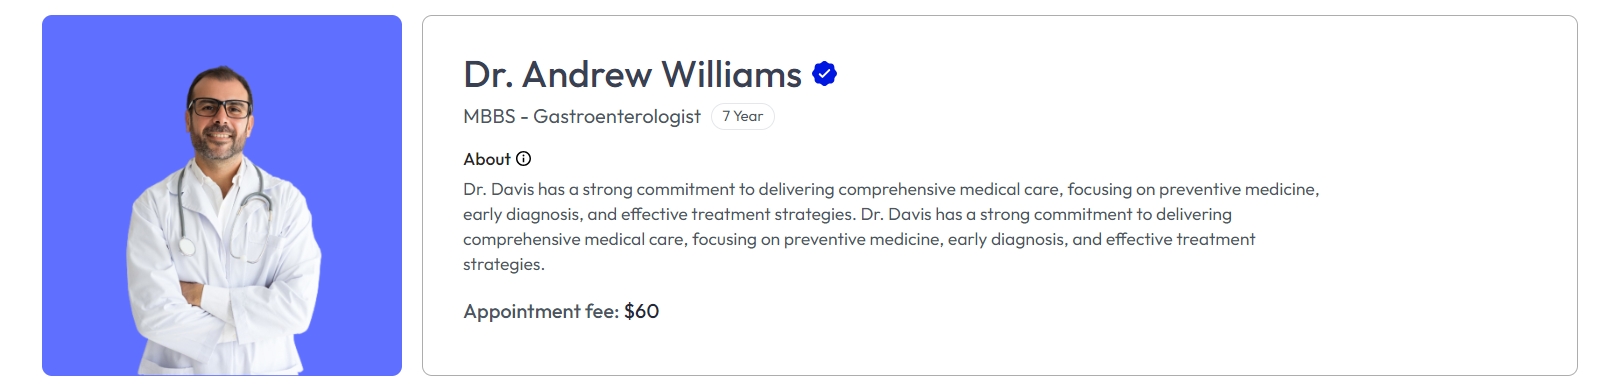 Dr. Andrew Williams
MBBS - Gastroenterologist 7 Year
About
Dr. Davis has a strong commitment to delivering comprehensive medical care, focusing on preventive medicine,
early diagnosis, and effective treatment strategies. Dr. Davis has a strong commitment to delivering
comprehensive medical care, focusing on preventive medicine, early diagnosis, and effective treatment
strategies.
Appointment fee: $60